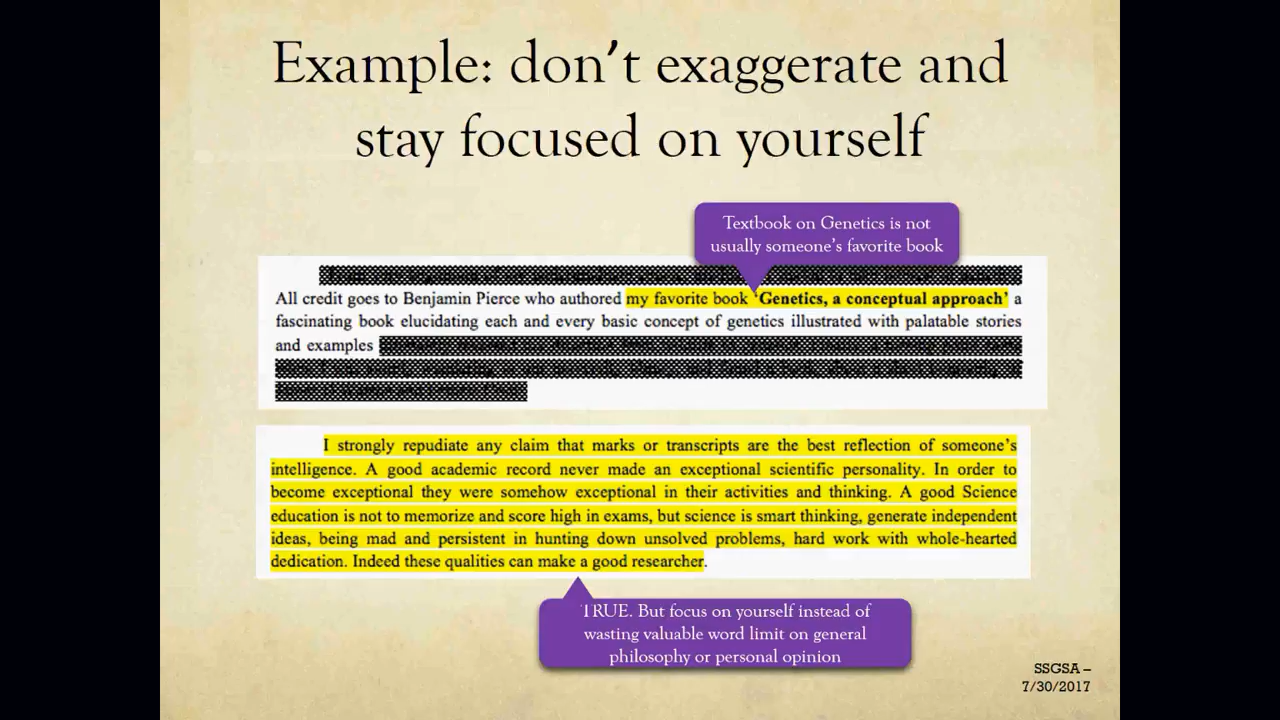 Example: don't exaggerate and
stay focused on yourself
Textbook on Genetics is not
usually someone's favorite book
All credit goes to Benjamin Pierce who authored my favorite book 'Genetics, a conceptual approach' a
fascinating book elucidating each and every basic concept of genetics illustrated with palatable stories
and examples
I strongly repudiate any claim that marks or transcripts are the best reflection of someone's
intelligence. A good academic record never made an exceptional scientific personality. In order to
become exceptional they were somehow exceptional in their activities and thinking. A good Science
education is not to memorize and score high in exams, but science is smart thinking, generate independent
ideas, being mad and persistent in hunting down unsolved problems, hard work with whole-hearted
dedication. Indeed these qualities can make a good researcher.
TRUE. But focus on yourself instead of
wasting valuable word limit on general
philosophy or personal opinion
SSGSA –
7/30/2017